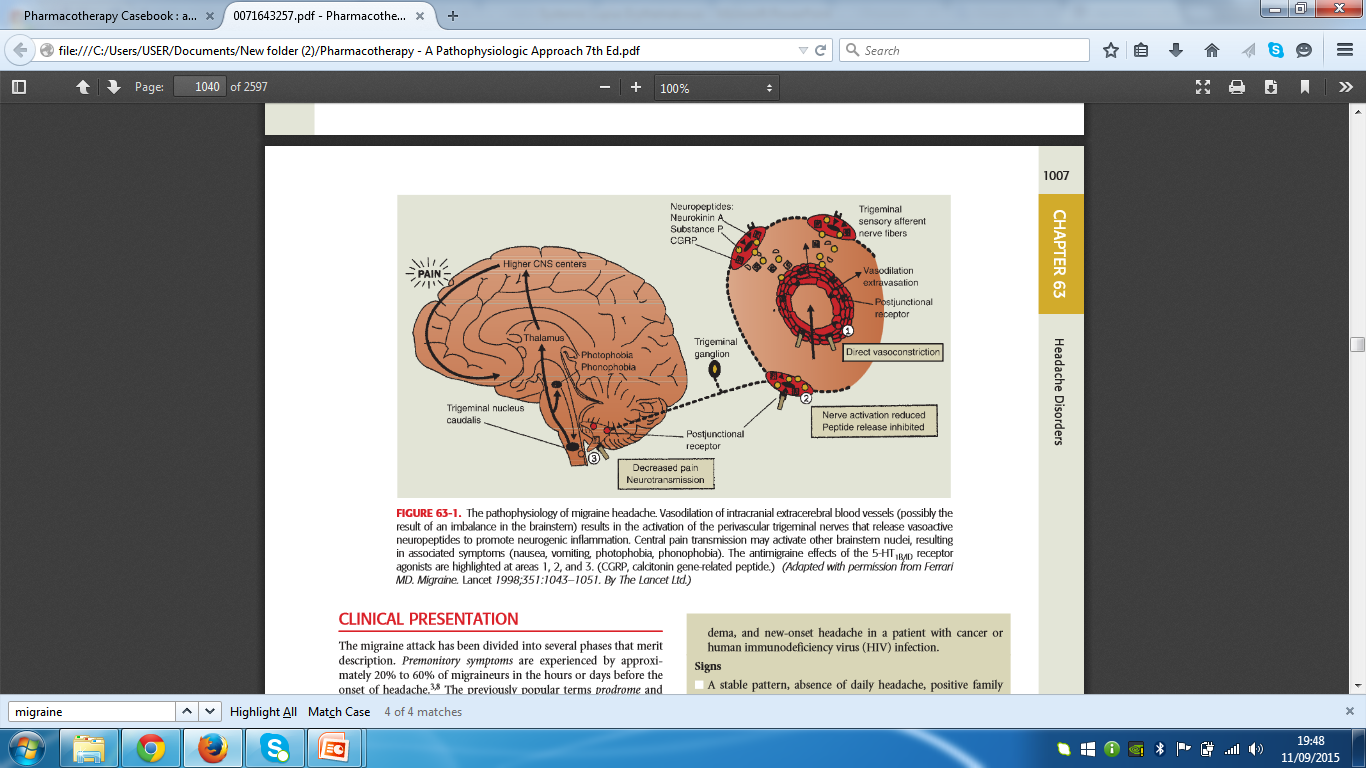 Pharmacotherapy Casebook : a...
0071643257.pdf - Pharmacothe...
file:///C:/Users/USER/Documents/New folder (2)/Pharmacotherapy - A Pathophysiologic Approach 7th Ed.pdf
Search
Page: 1040 of 2597
100%
1007
CHAPTER 63
Headache Disorders
Neuropeptides:
Neurokinin A
Substance P
CGRP
Trigeminal
sensory afferent
nerve fibers
PAIN
Higher CNS centers
Vasodilation
extravasation
Postjunctional
receptor
1
Direct vasoconstriction
Thalamus
Photophobia
Phonophobia
Trigeminal
ganglion
2
Nerve activation reduced
Peptide release inhibited
Trigeminal nucleus
caudalis
Postjunctional
receptor
3
Decreased pain
Neurotransmission
FIGURE 63-1. The pathophysiology of migraine headache. Vasodilation of intracranial extracerebral blood vessels (possibly the
result of an imbalance in the brainstem) results in the activation of the perivascular trigeminal nerves that release vasoactive
neuropeptides to promote neurogenic inflammation. Central pain transmission may activate other brainstem nuclei, resulting
in associated symptoms (nausea, vomiting, photophobia, phonophobia). The antimigraine effects of the 5-HT1B/1D receptor
agonists are highlighted at areas 1, 2, and 3. (CGRP, calcitonin gene-related peptide.) (Adapted with permission from Ferrari
MD. Migraine. Lancet 1998;351:1043–1051. By The Lancet Ltd.)
CLINICAL PRESENTATION
The migraine attack has been divided into several phases that merit
description. Premonitory symptoms are experienced by approxi-
mately 20% to 60% of migraineurs in the hours or days before the
onset of headache.3,8 The previously popular terms prodrome and
dema, and new-onset headache in a patient with cancer or
human immunodeficiency virus (HIV) infection.
Signs
A stable pattern, absence of daily headache, positive family
migraine
Highlight All
Match Case
4 of 4 matches
19:48
11/09/2015